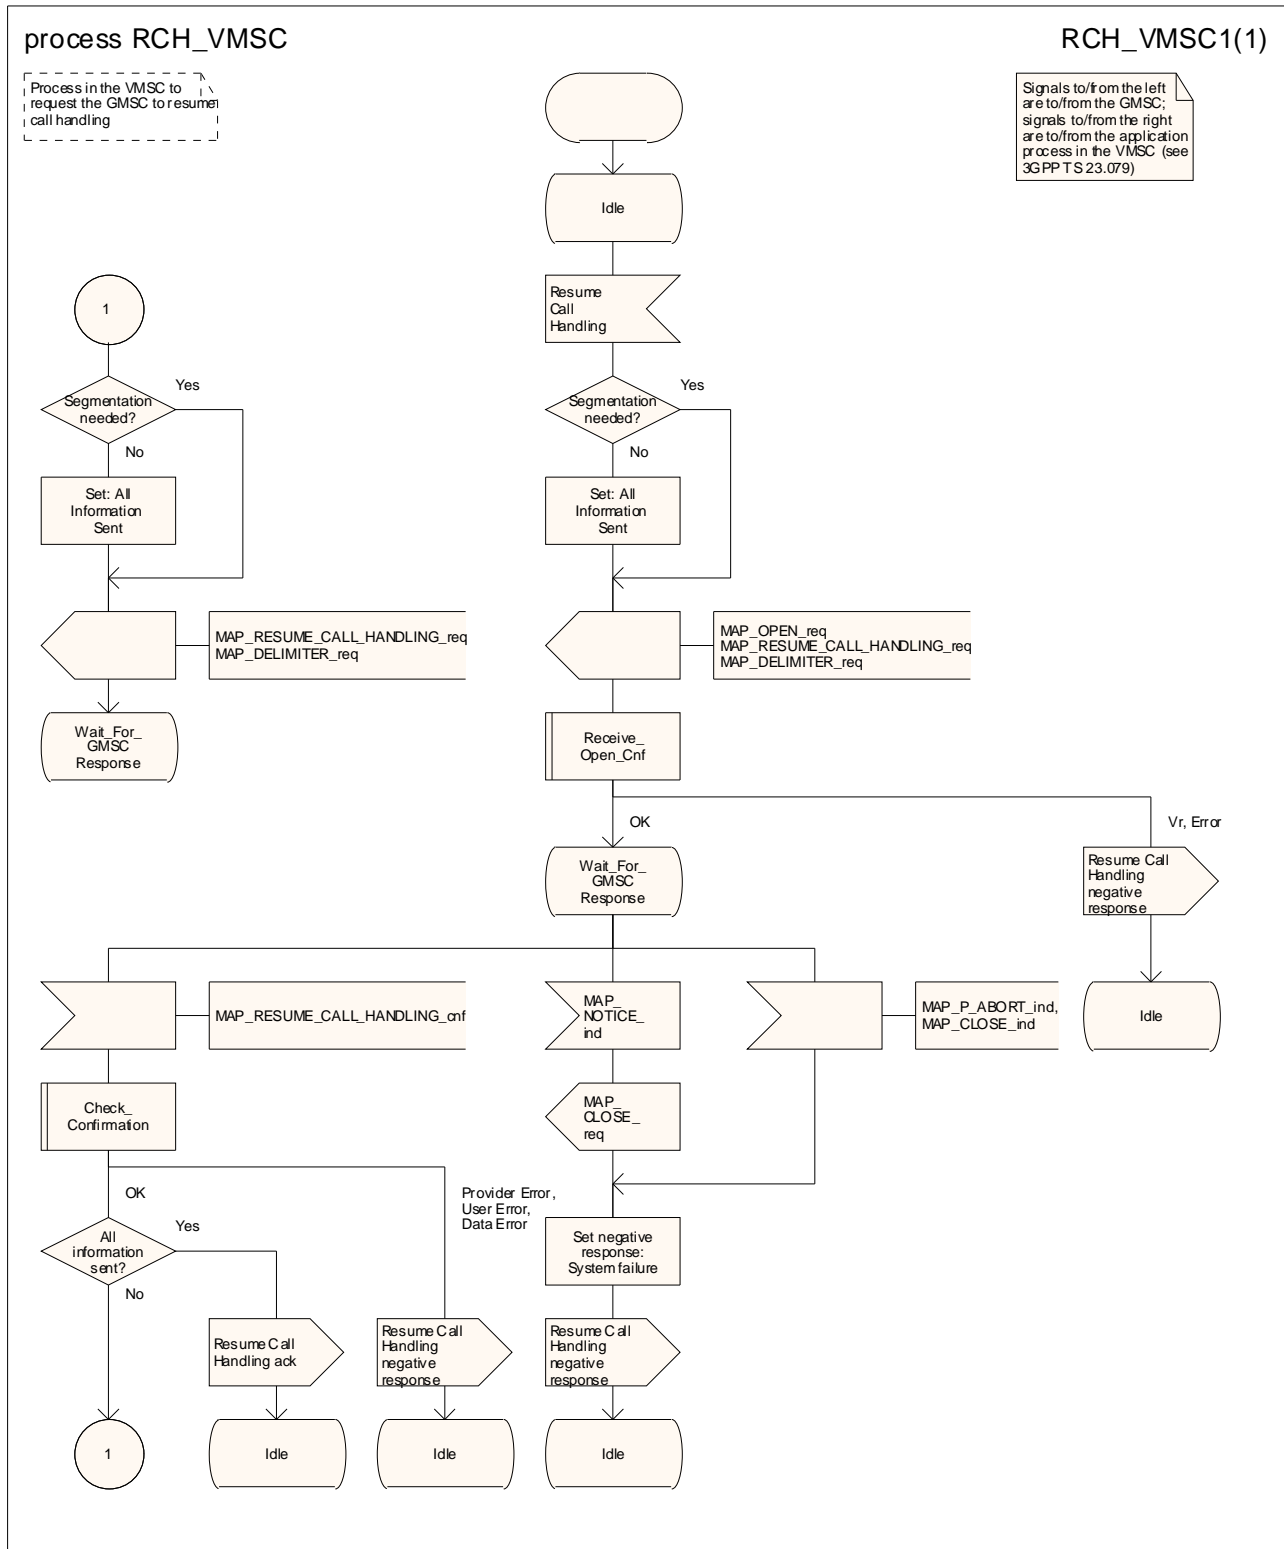 process RCH_VMSC
RCH_VMSC1(1)
Process in the VMSC to
request the GMSC to resume
call handling
Signals to/from the left
are to/from the GMSC;
signals to/from the right
are to/from the application
process in the VMSC (see
3GPP TS 23.079)
Idle
Resume
Call
Handling
1
Segmentation
needed?
Yes
No
Segmentation
needed?
Yes
No
Set: All
Information
Sent
Set: All
Information
Sent
MAP_RESUME_CALL_HANDLING_req
MAP_DELIMITER_req
MAP_OPEN_req
MAP_RESUME_CALL_HANDLING_req
MAP_DELIMITER_req
Wait_For_
GMSC
Response
Receive_
Open_Cnf
OK
Vr, Error
Wait_For_
GMSC
Response
Resume Call
Handling
negative
response
MAP_RESUME_CALL_HANDLING_cnf
MAP_
NOTICE_
ind
MAP_P_ABORT_ind,
MAP_CLOSE_ind
Idle
Check_
Confirmation
MAP_
CLOSE_
req
OK
Provider Error,
User Error,
Data Error
All
information
sent?
Yes
No
Set negative
response:
System failure
Resume Call
Handling ack
Resume Call
Handling
negative
response
Resume Call
Handling
negative
response
1
Idle
Idle
Idle